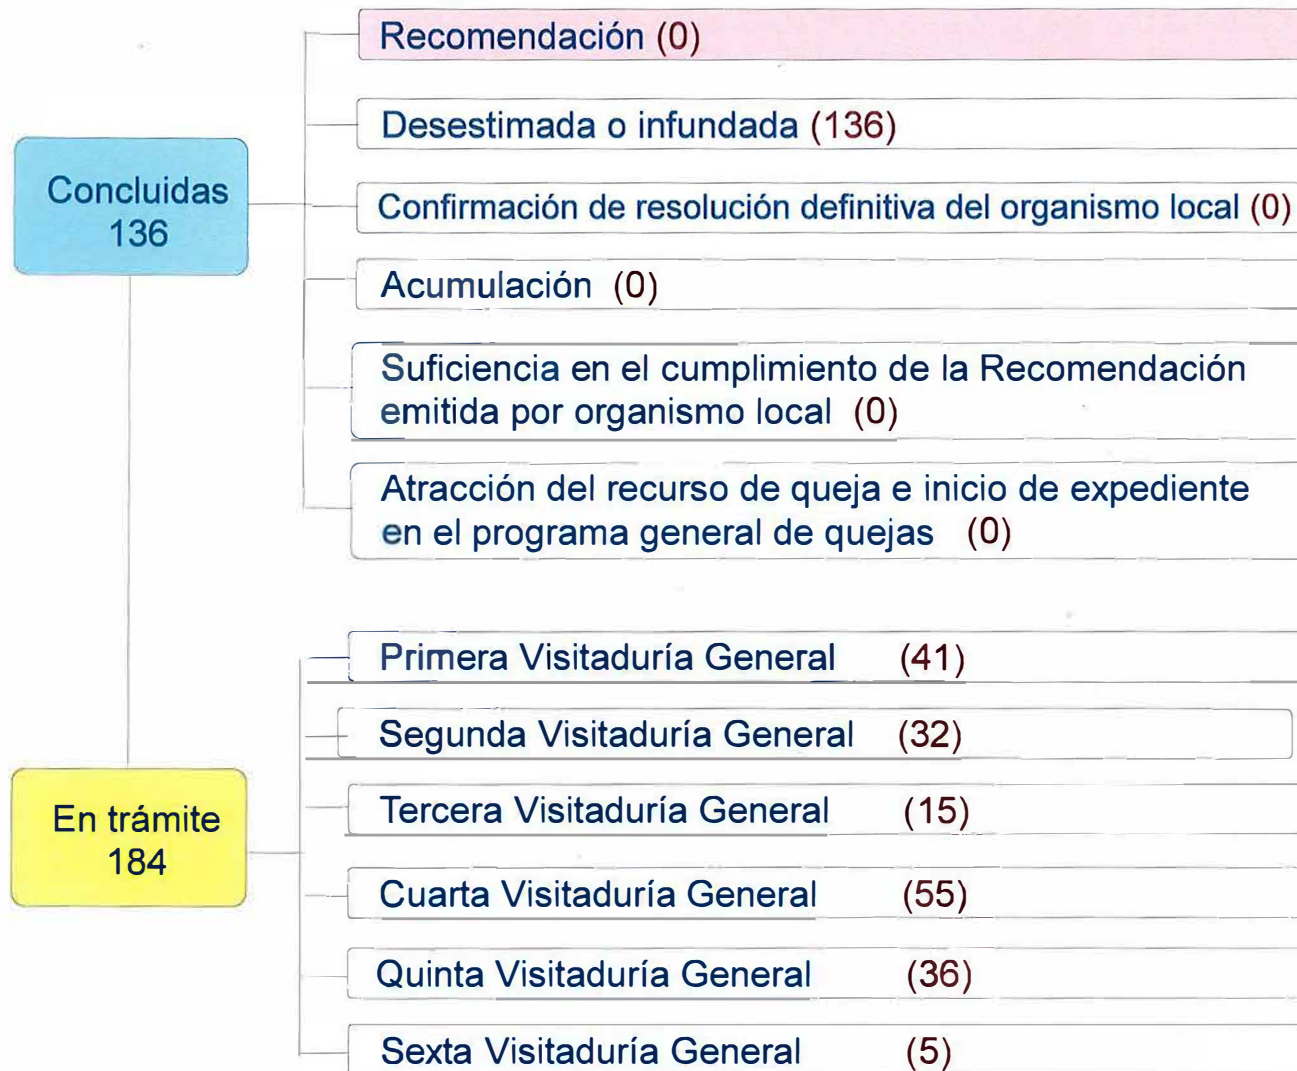 Concluidas
136
Recomendación (0)
Desestimada o infundada (136)
Confirmación de resolución definitiva del organismo local (0)
Acumulación (0)
Suficiencia en el cumplimiento de la Recomendación
emitida por organismo local (0)
Atracción del recurso de queja e inicio de expediente
en el programa general de quejas (0)
En trámite
184
Primera Visitaduría General (41)
Segunda Visitaduría General (32)
Tercera Visitaduría General (15)
Cuarta Visitaduría General (55)
Quinta Visitaduría General (36)
Sexta Visitaduría General (5)